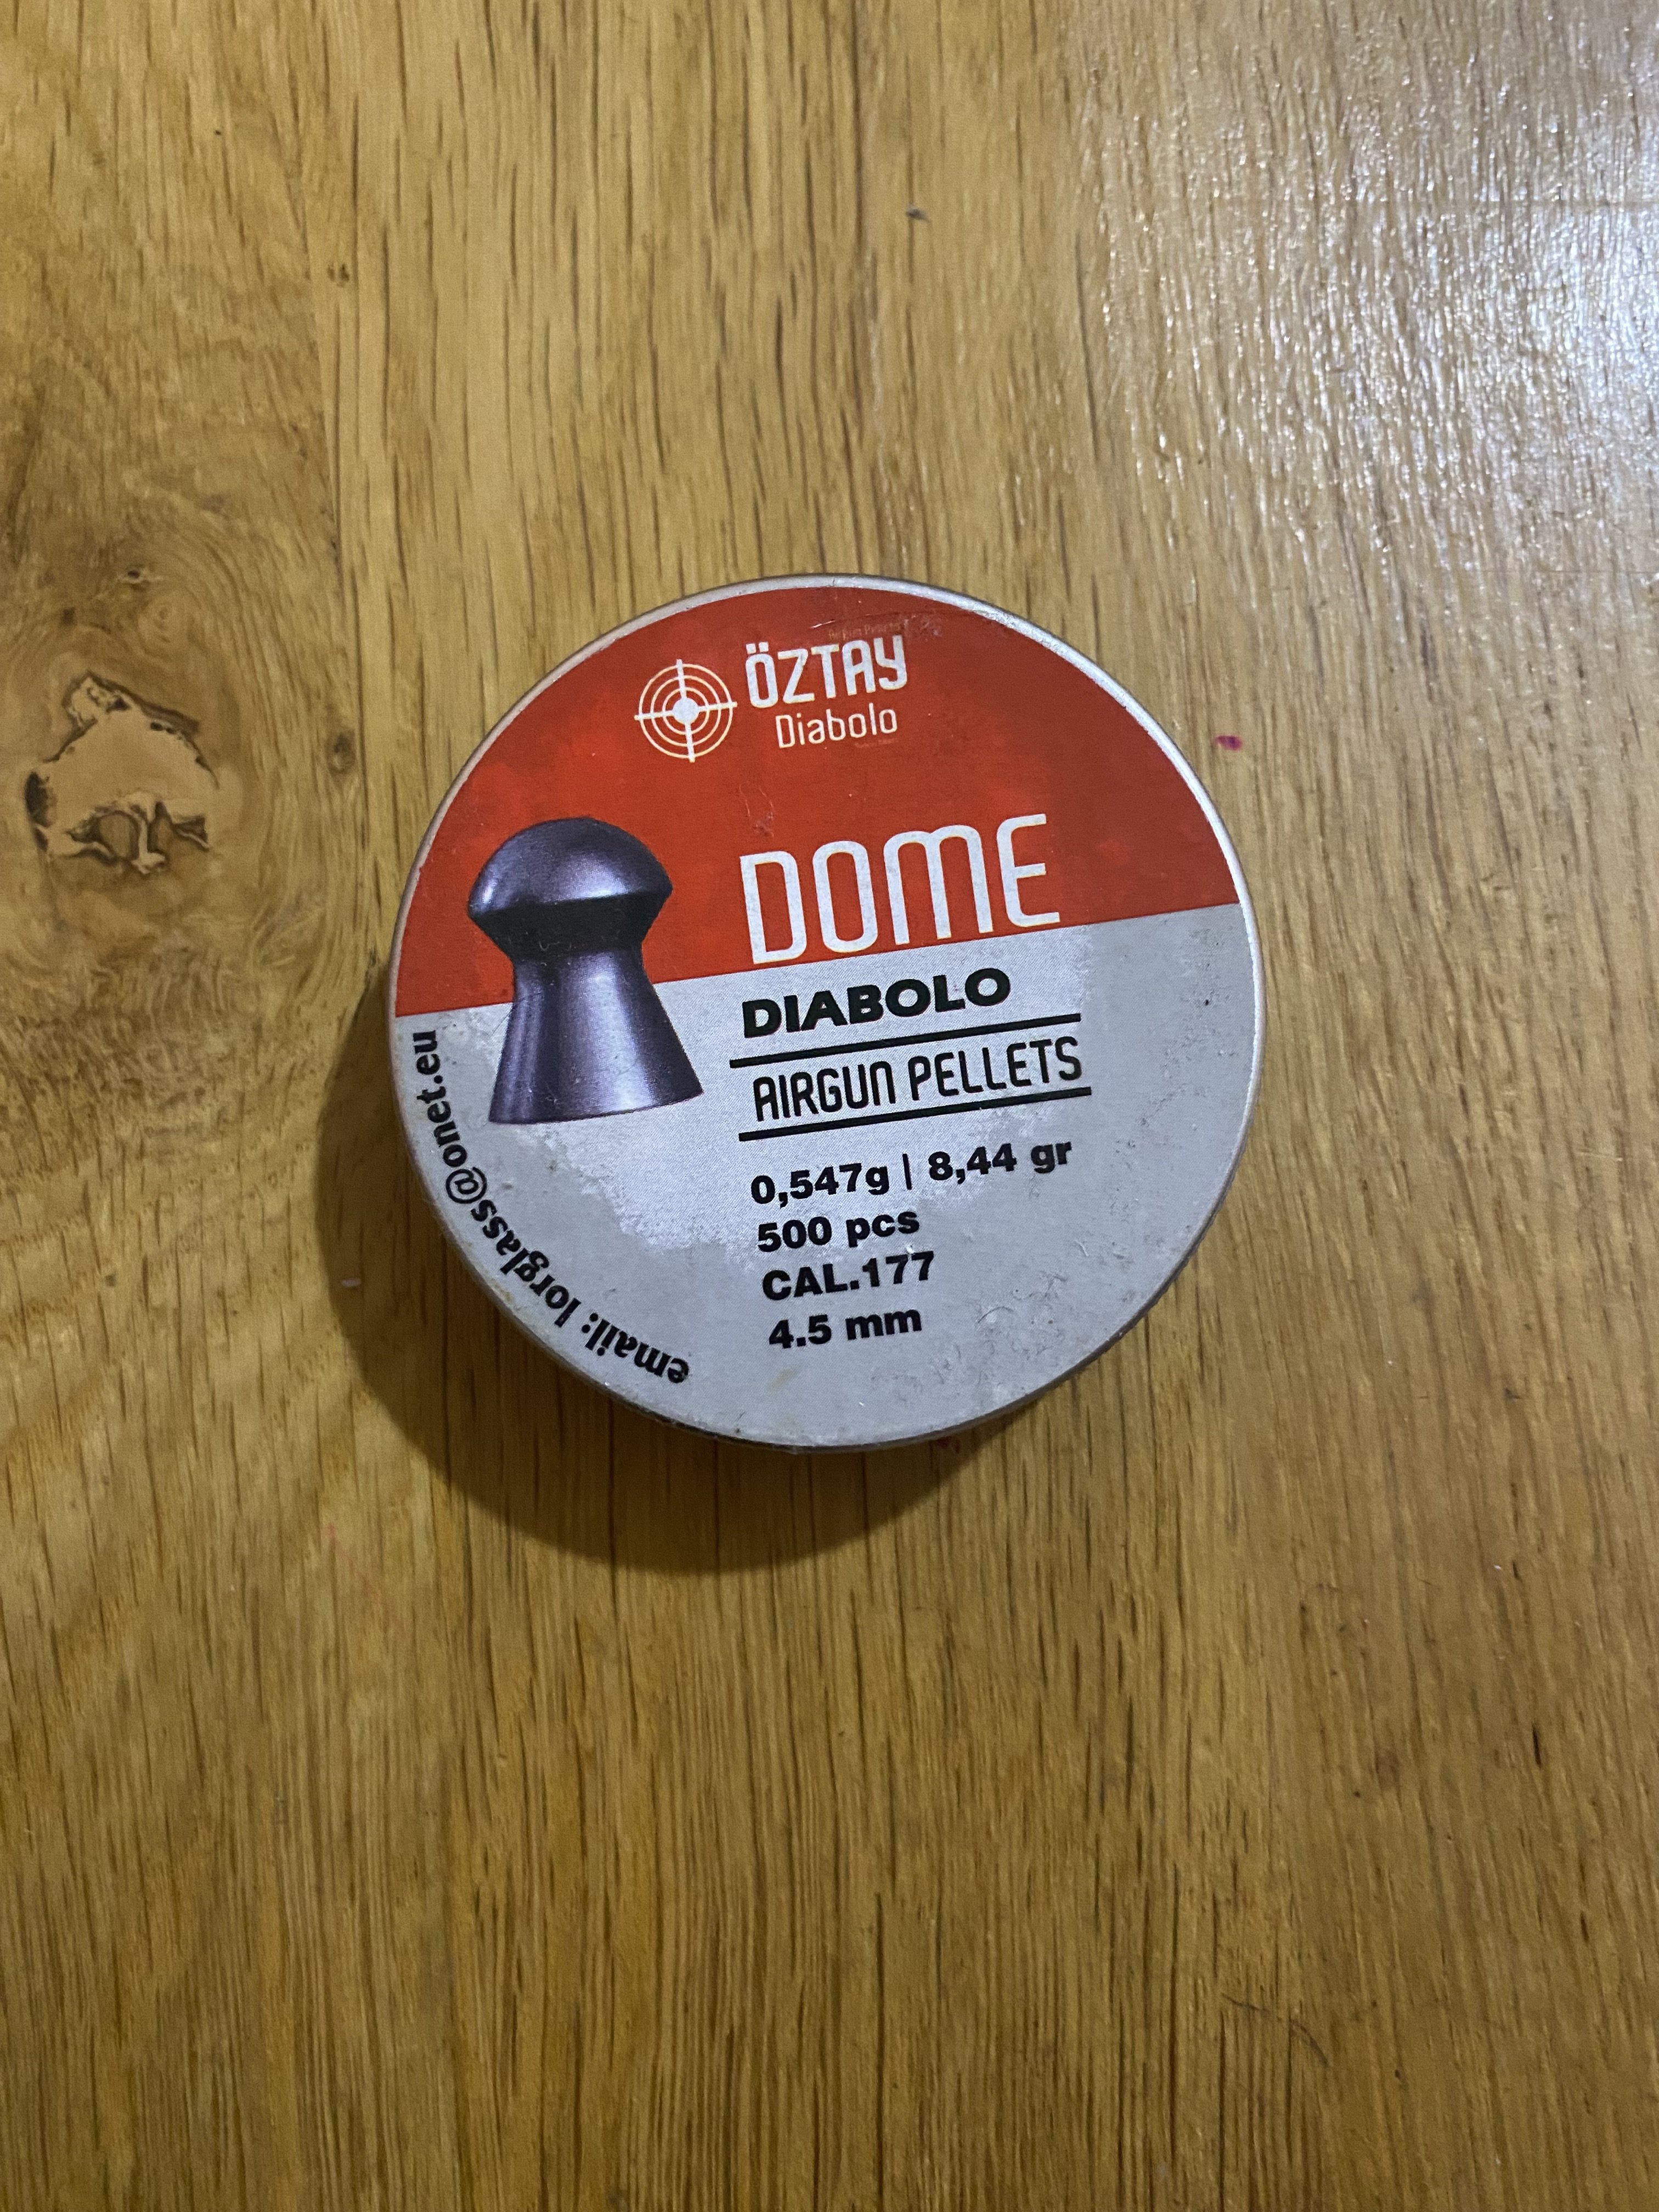 ÖZTAY
Diabolo
DOME
DIABOLO
AIRGUN PELLETS
0,547g | 8,44 gr
500 pcs
CAL.177
4.5 mm
email: lorglass@onet.eu